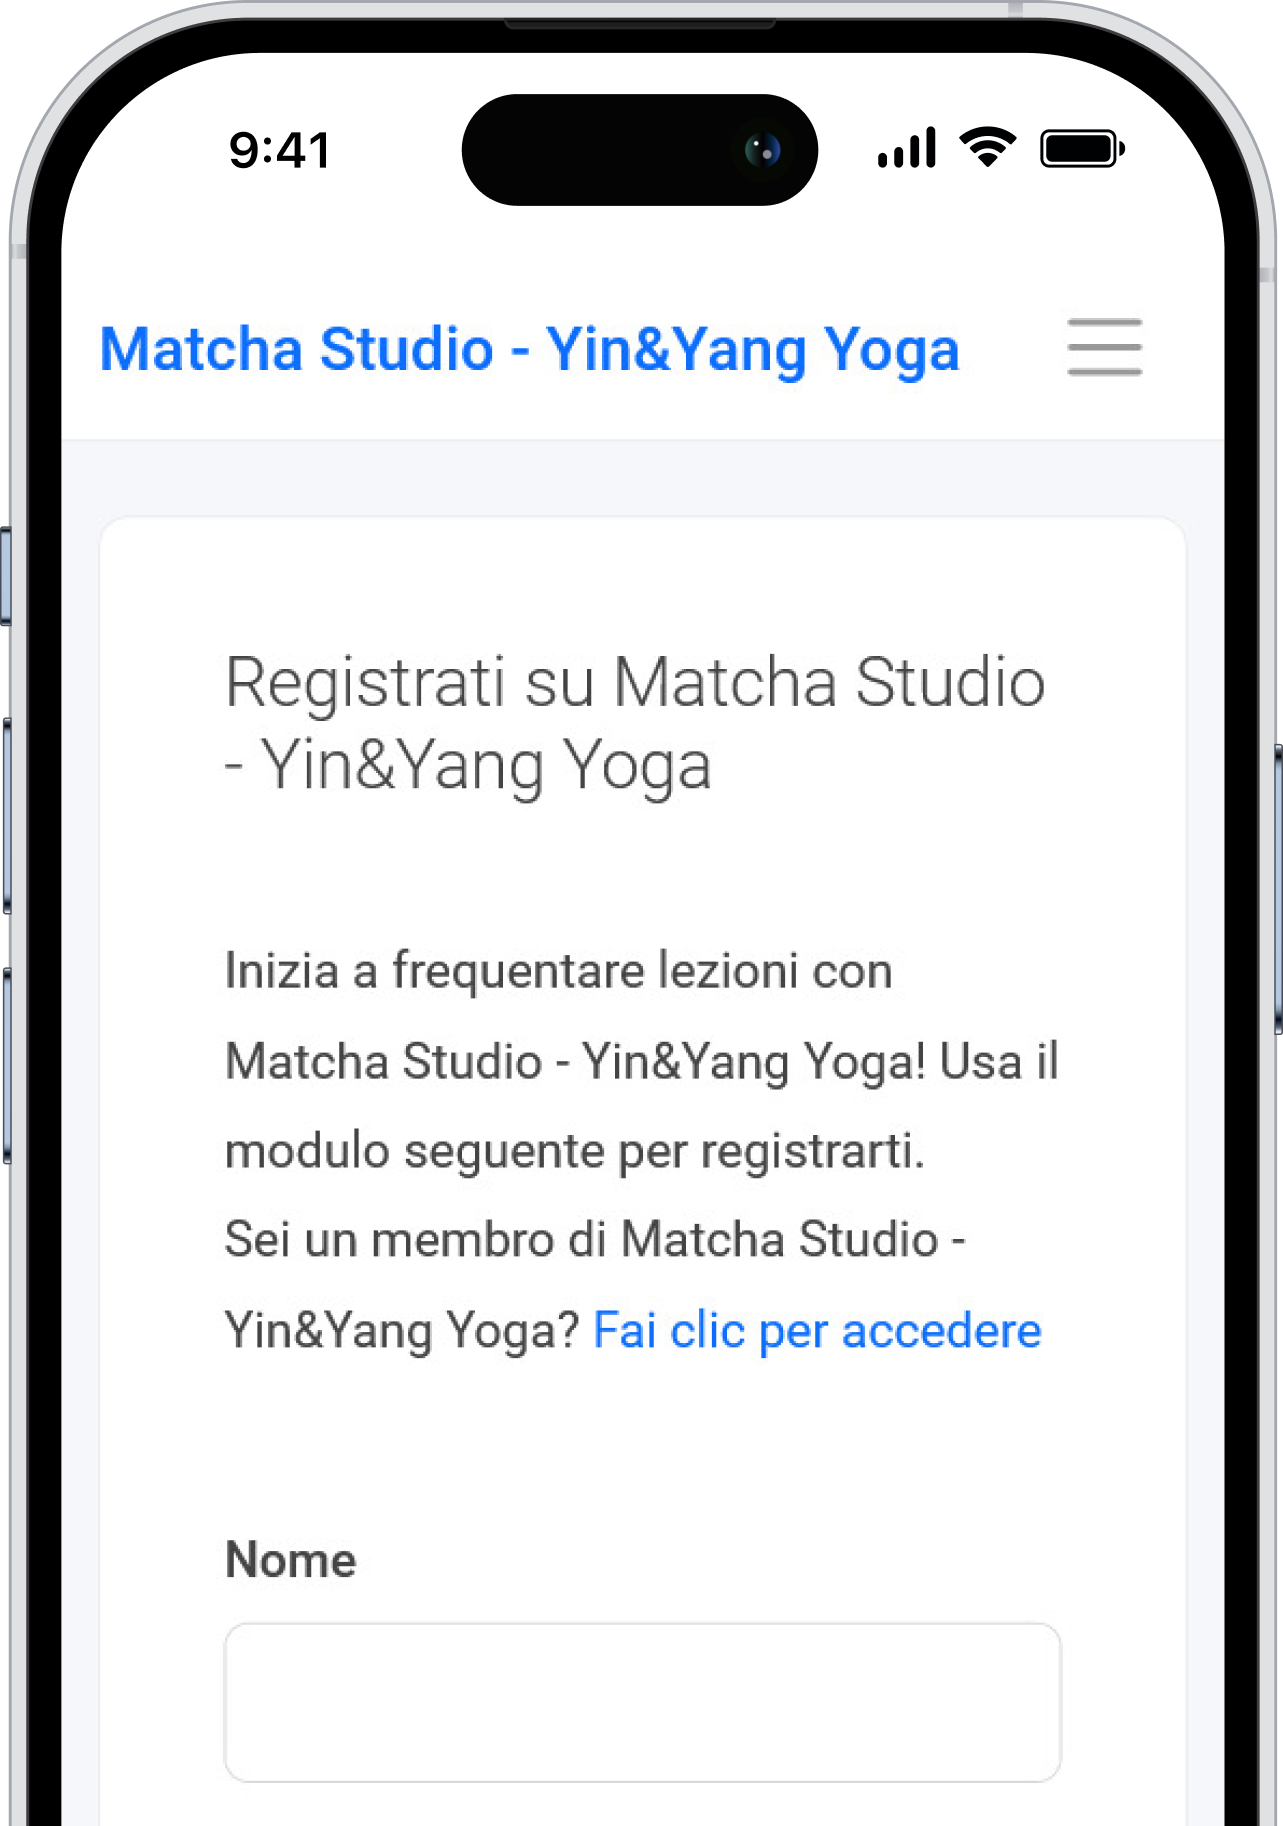 9:41
Matcha Studio - Yin&Yang Yoga
Registrati su Matcha Studio
- Yin&Yang Yoga
Inizia a frequentare lezioni con
Matcha Studio - Yin&Yang Yoga! Usa il
modulo seguente per registrarti.
Sei un membro di Matcha Studio -
Yin&Yang Yoga? Fai clic per accedere
Nome